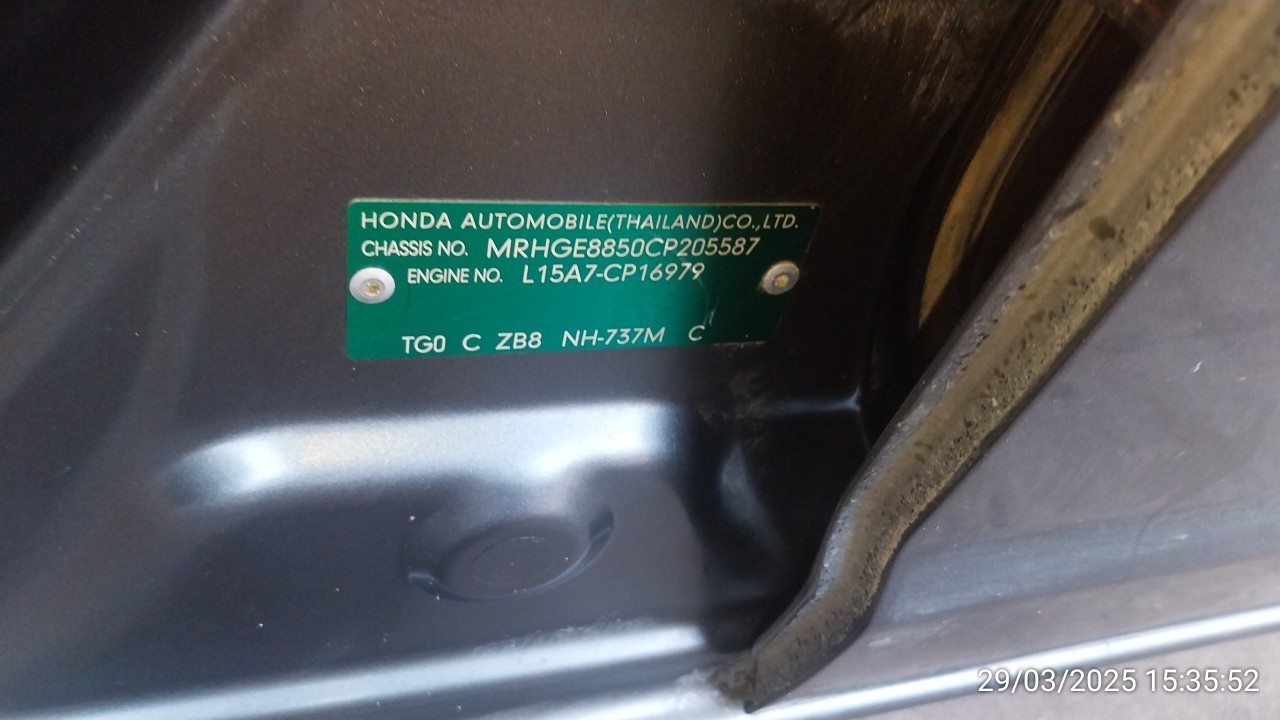 HONDA AUTOMOBILE(THAILAND)CO.,LTD.
CHASSIS NO. MRHGE8850CP205587
ENGINE NO. L15A7-CP16979
TG0 C ZB8 NH-737M C
29/03/2025 15:35:52